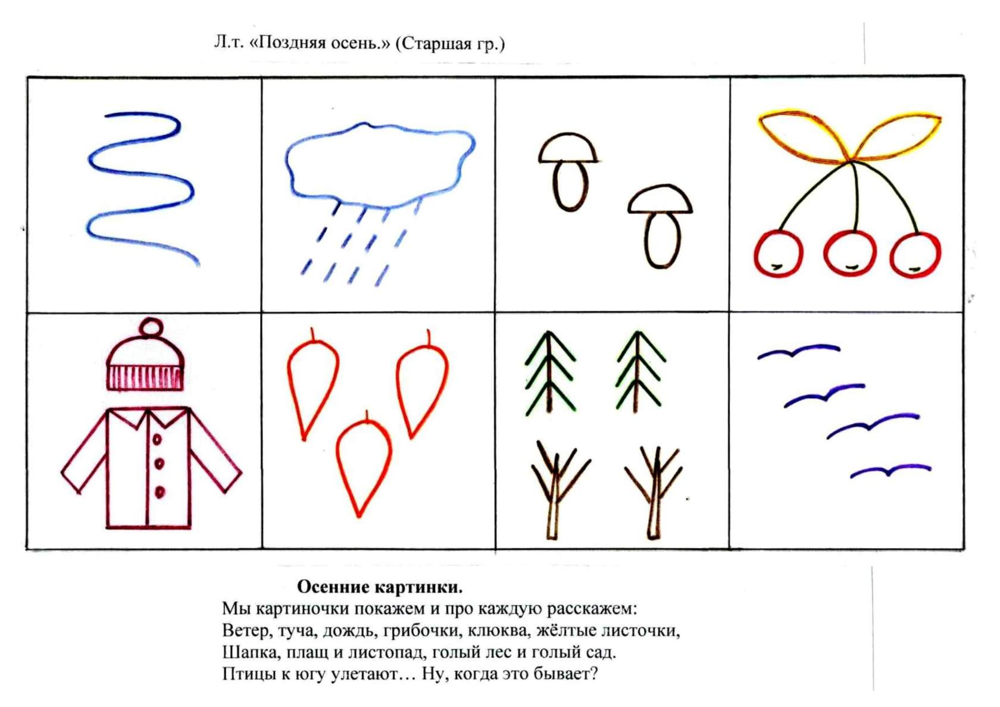 Л.т. «Поздняя осень.» (Старшая гр.)
Осенние картинки.
Мы картиночки покажем и про каждую расскажем:
Ветер, туча, дождь, грибочки, клюква, жёлтые листочки,
Шапка, плащ и листопад, голый лес и голый сад.
Птицы к югу улетают… Ну, когда это бывает?